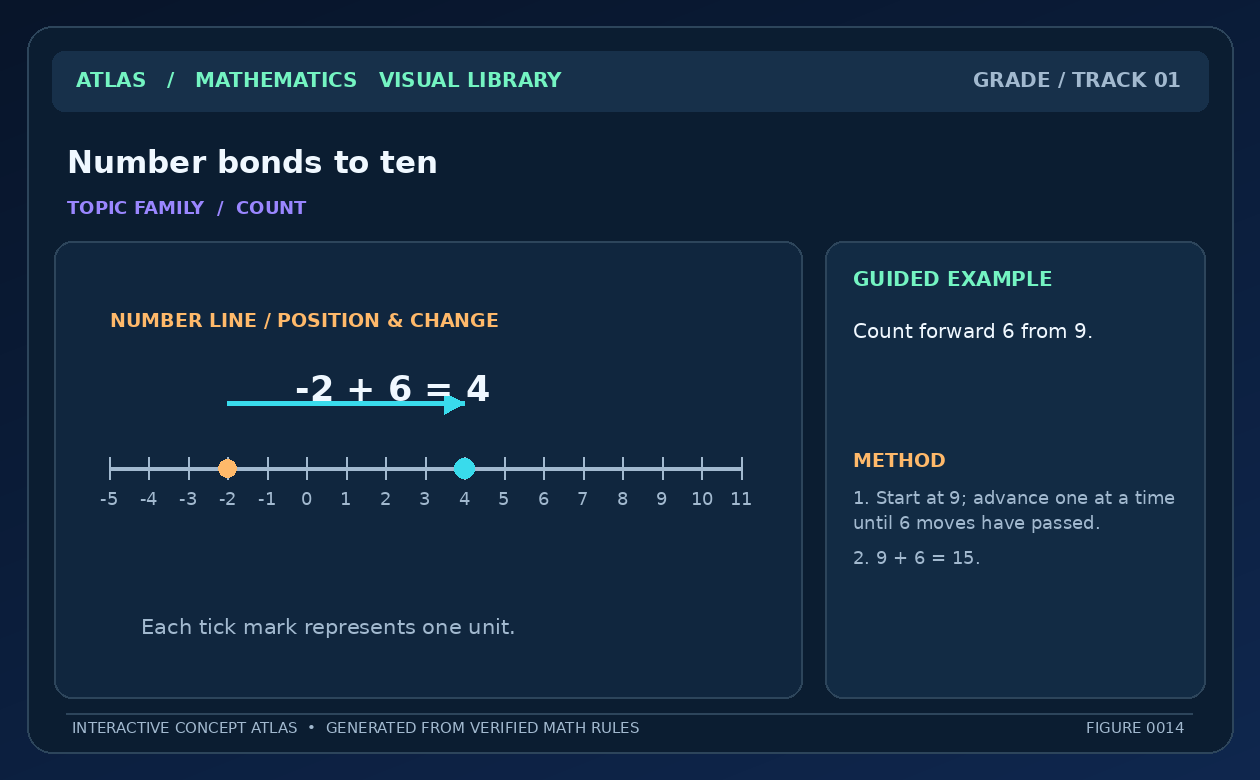 ATLAS / MATHEMATICS VISUAL LIBRARY
GRADE / TRACK 01
Number bonds to ten
TOPIC FAMILY / COUNT
NUMBER LINE / POSITION & CHANGE
-2 + 6 = 4
-5 -4 -3 -2 -1 0 1 2 3 4 5 6 7 8 9 10 11
Each tick mark represents one unit.
GUIDED EXAMPLE
Count forward 6 from 9.
METHOD
1. Start at 9; advance one at a time
until 6 moves have passed.
2. 9 + 6 = 15.
INTERACTIVE CONCEPT ATLAS • GENERATED FROM VERIFIED MATH RULES
FIGURE 0014